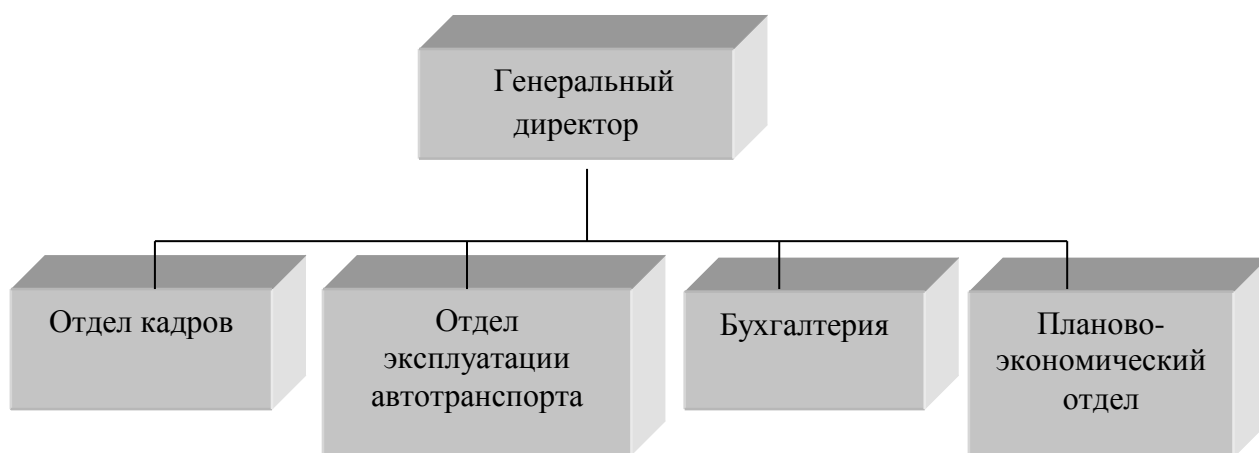 Генеральный
директор
Отдел кадров
Отдел
эксплуатации
автотранспорта
Бухгалтерия
Планово-
экономический
отдел